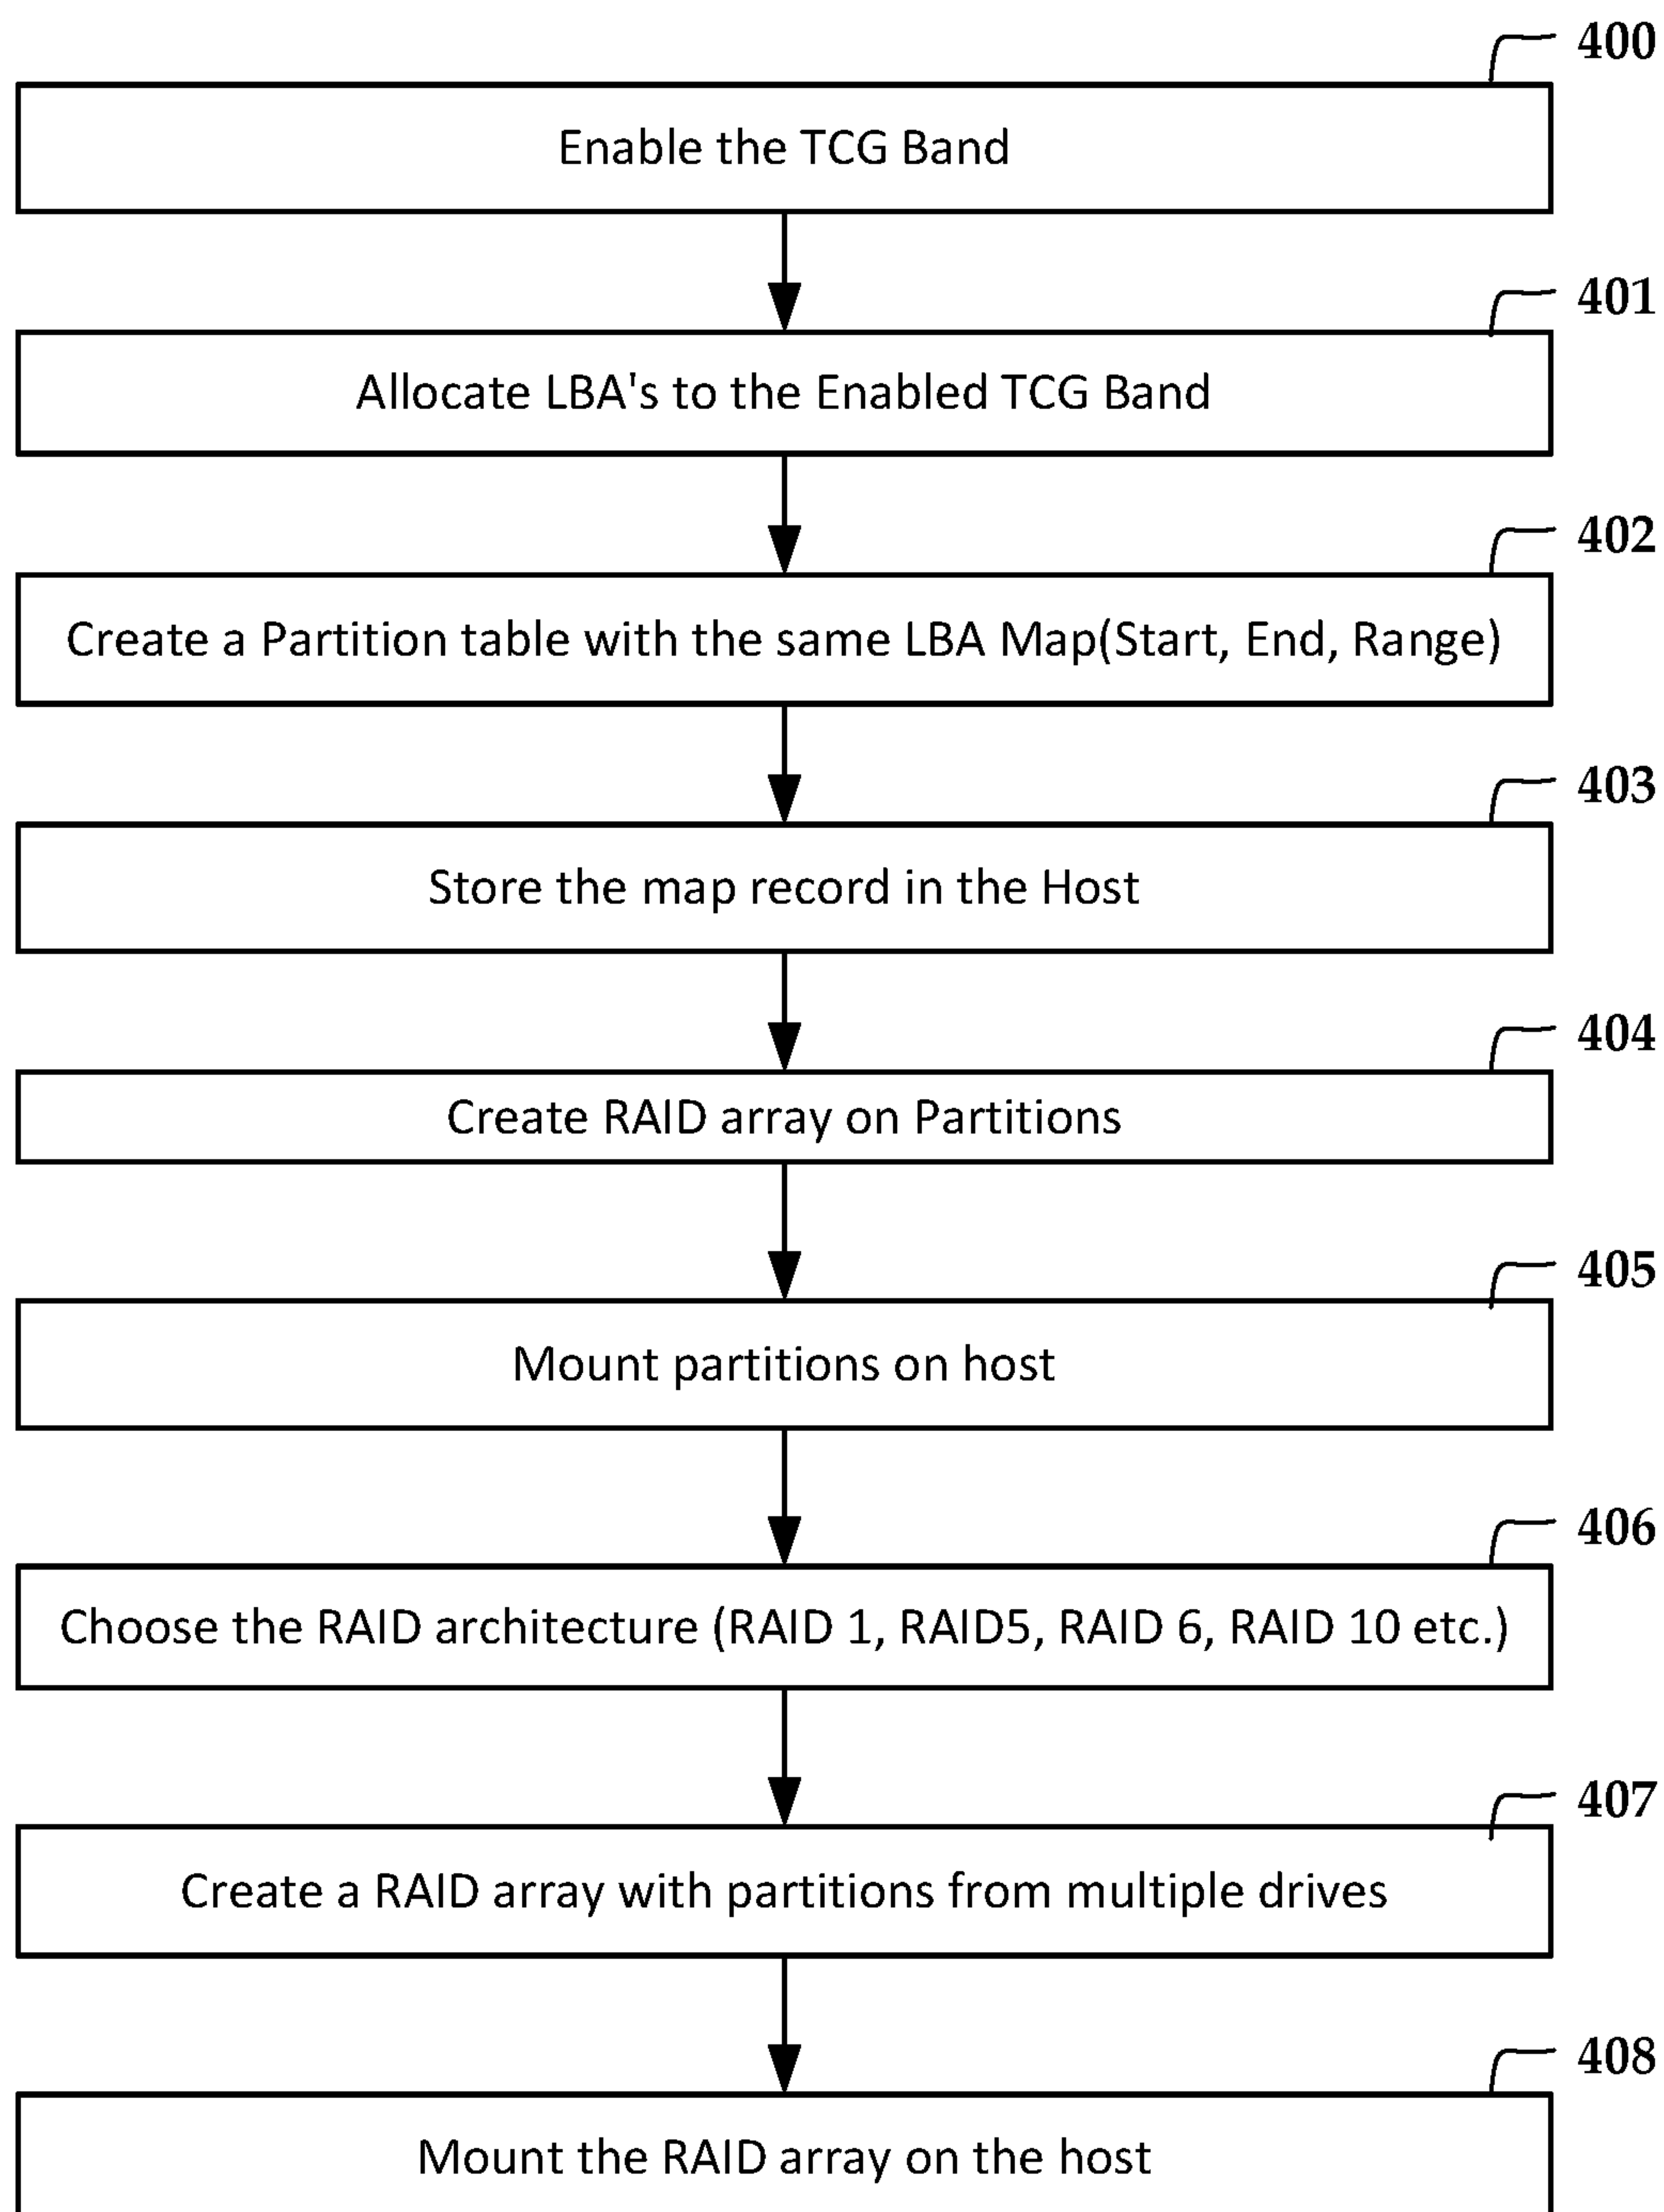 400
Enable the TCG Band
401
Allocate LBA's to the Enabled TCG Band
402
Create a Partition table with the same LBA Map(Start, End, Range)
403
Store the map record in the Host
404
Create RAID array on Partitions
405
Mount partitions on host
406
Choose the RAID architecture (RAID 1, RAID5, RAID 6, RAID 10 etc.)
407
Create a RAID array with partitions from multiple drives
408
Mount the RAID array on the host